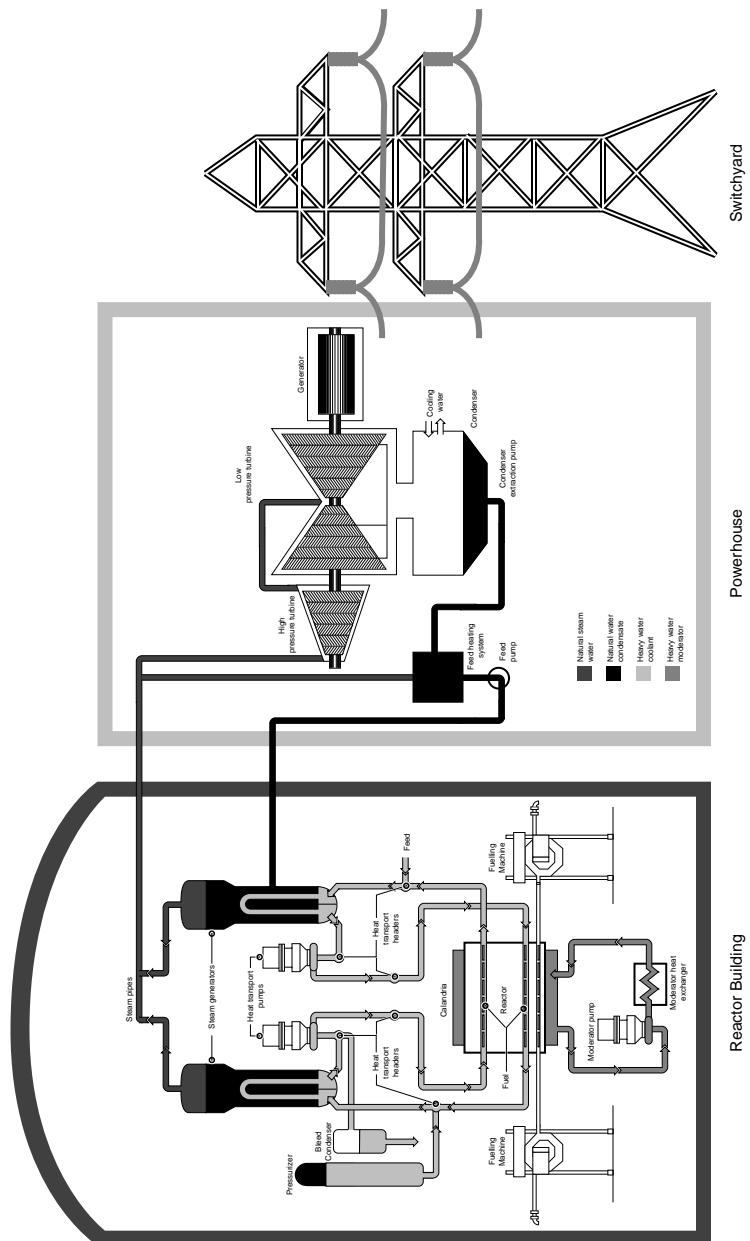 Switchyard
Generator
Cooling
water
Condenser
Low
pressure turbine
Condenser
extraction pump
High
pressure turbine
Feed heating
system
Feed
pump
Powerhouse
Natural steam
water
Natural water
condensate
Heavy water
coolant
Heavy water
moderator
Steam pipes
Steam generators
Heat transport
pumps
Heat
transport
headers
Feed
Fuelling
Machine
Calandria
Reactor
Fuel
Moderator pump
Moderator heat
exchanger
Heat
transport
headers
Bleed
Condenser
Pressurizer
Fuelling
Machine
Reactor Building